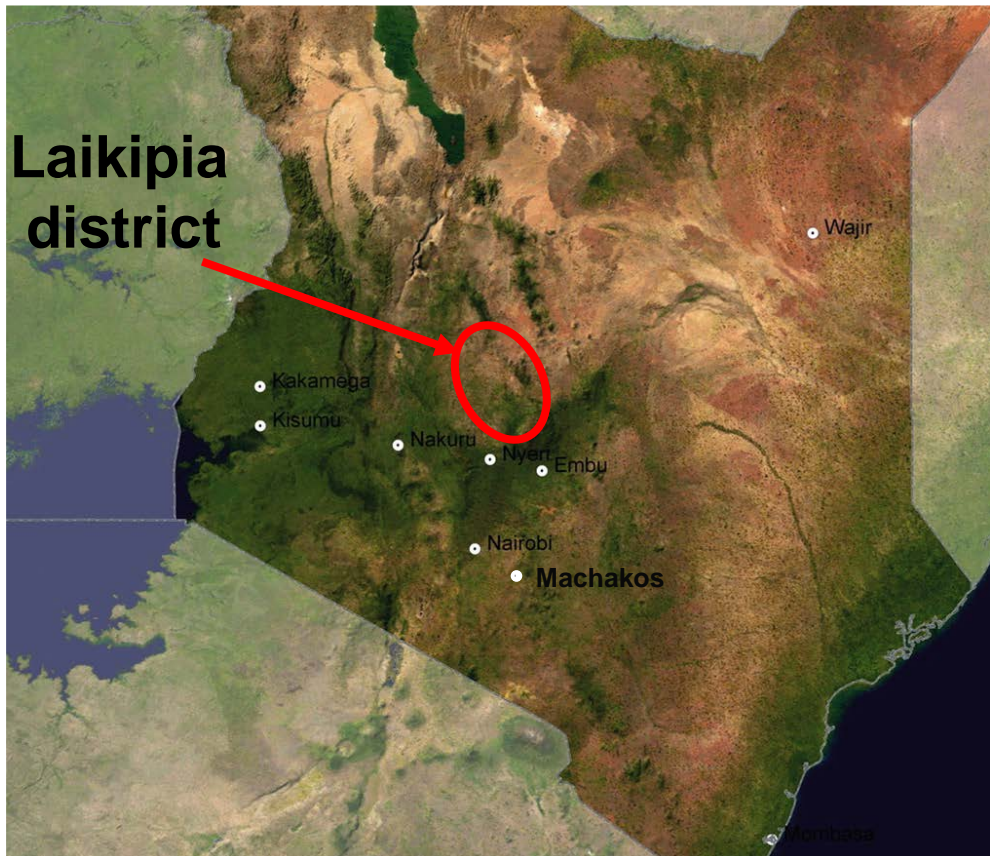 Laikipia
district
Wajir
Kakamega
Kisumu
Nakuru
Nyeri
Embu
Nairobi
Machakos
Mombasa